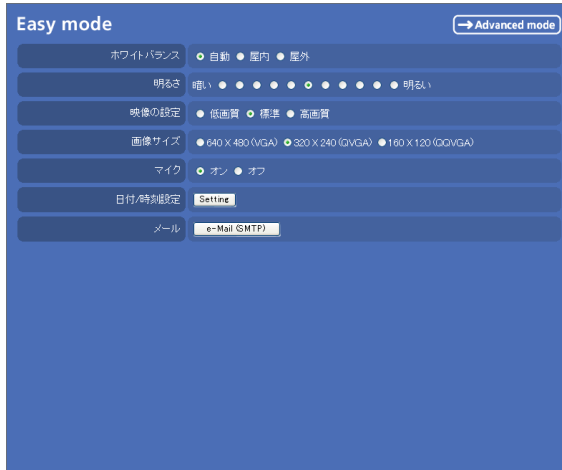 Easy mode
Advanced mode
ホワイトバランス 自動 屋内 屋外
明るさ 暗い 明るい
映像の設定 低画質 標準 高画質
画像サイズ 640 X 480 (VGA) 320 X 240 (QVGA) 160 X 120 (QQVGA)
マイク オン オフ
日付/時刻設定 Setting
メール e-Mail (SMTP)